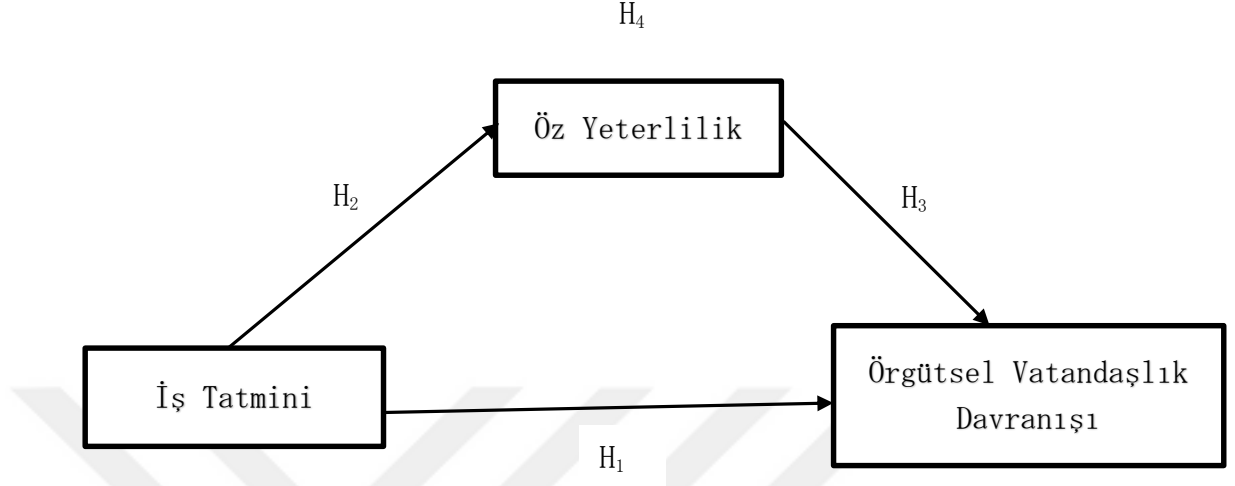 H₄
Öz Yeterlilik
H₂
H₃
İş Tatmini
Örgütsel Vatandaşlık
Davranışı
H₁